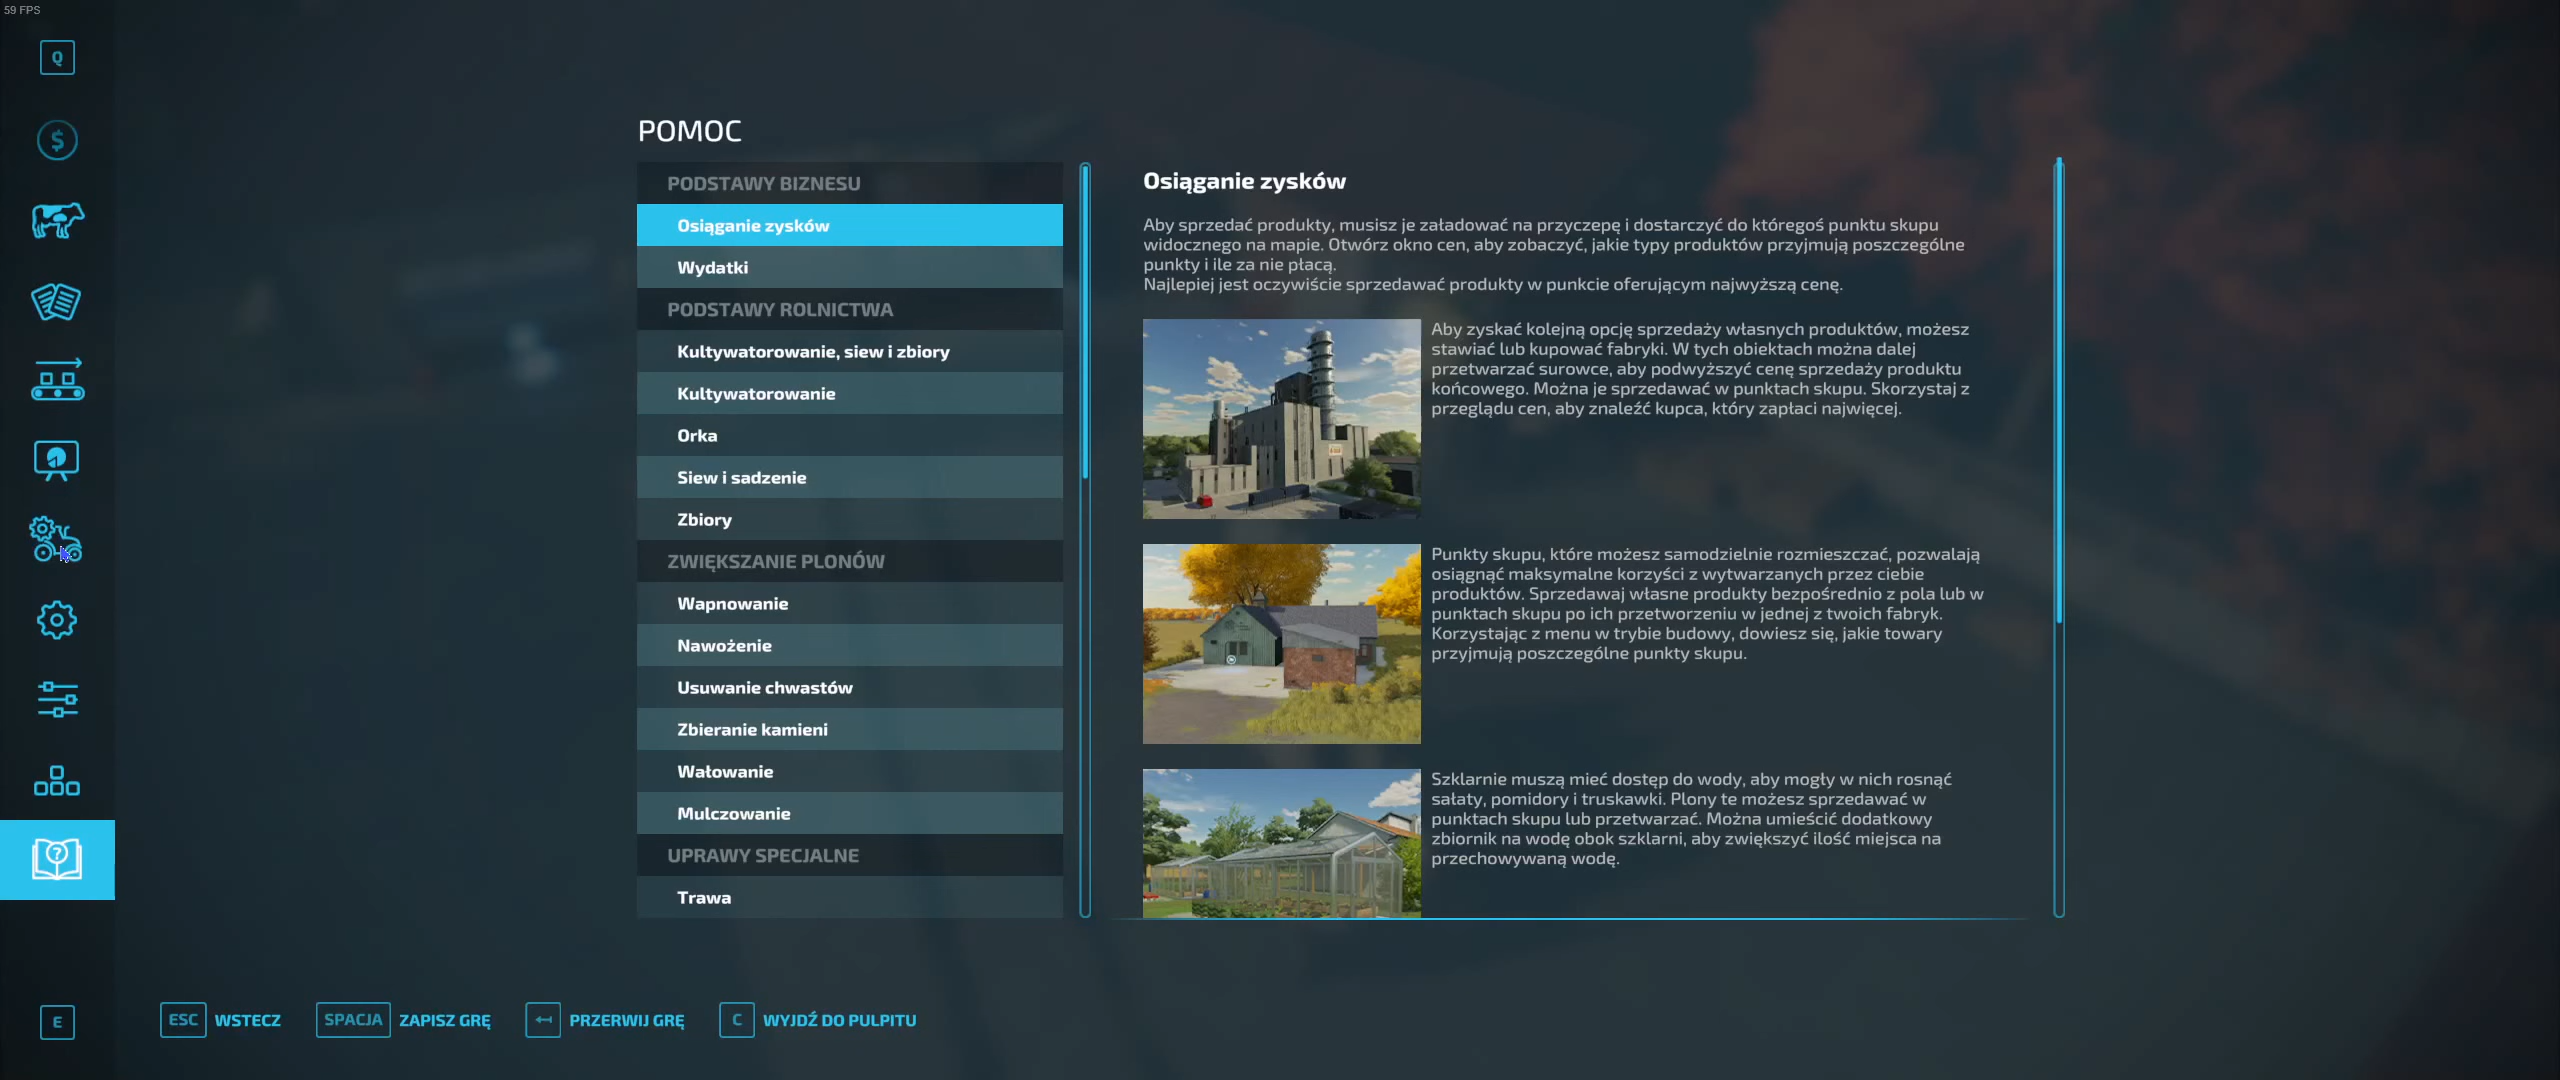 59 FPS
Q
POMOC
PODSTAWY BIZNESU
Osiąganie zysków
Wydatki
PODSTAWY ROLNICTWA
Kultywatorowanie, siew i zbiory
Kultywatorowanie
Orka
Siew i sadzenie
Zbiory
ZWIĘKSZANIE PLONÓW
Wapnowanie
Nawożenie
Usuwanie chwastów
Zbieranie kamieni
Wałowanie
Mulczowanie
UPRAWY SPECJALNE
Trawa
Osiąganie zysków
Aby sprzedać produkty, musisz je załadować na przyczepę i dostarczyć do któregoś punktu skupu
widocznego na mapie. Otwórz okno cen, aby zobaczyć, jakie typy produktów przyjmują poszczególne
punkty i ile za nie płacą.
Najlepiej jest oczywiście sprzedawać produkty w punkcie oferującym najwyższą cenę.
Aby zyskać kolejną opcję sprzedaży własnych produktów, możesz
stawiać lub kupować fabryki. W tych obiektach można dalej
przetwarzać surowce, aby podwyższyć cenę sprzedaży produktu
końcowego. Można je sprzedawać w punktach skupu. Skorzystaj z
przeglądu cen, aby znaleźć kupca, który zapłaci najwięcej.
Punkty skupu, które możesz samodzielnie rozmieszczać, pozwalają
osiągnąć maksymalne korzyści z wytwarzanych przez ciebie
produktów. Sprzedawaj własne produkty bezpośrednio z pola lub w
punktach skupu po ich przetworzeniu w jednej z twoich fabryk.
Korzystając z menu w trybie budowy, dowiesz się, jakie towary
przyjmują poszczególne punkty skupu.
Szklarnie muszą mieć dostęp do wody, aby mogły w nich rosnąć
sałaty, pomidory i truskawki. Plony te możesz sprzedawać w
punktach skupu lub przetwarzać. Można umieścić dodatkowy
zbiornik na wodę obok szklarni, aby zwiększyć ilość miejsca na
przechowywaną wodę.
E
ESC WSTECZ SPACJA ZAPISZ GRĘ PRZERWIJ GRĘ C WYJDŹ DO PULPITU